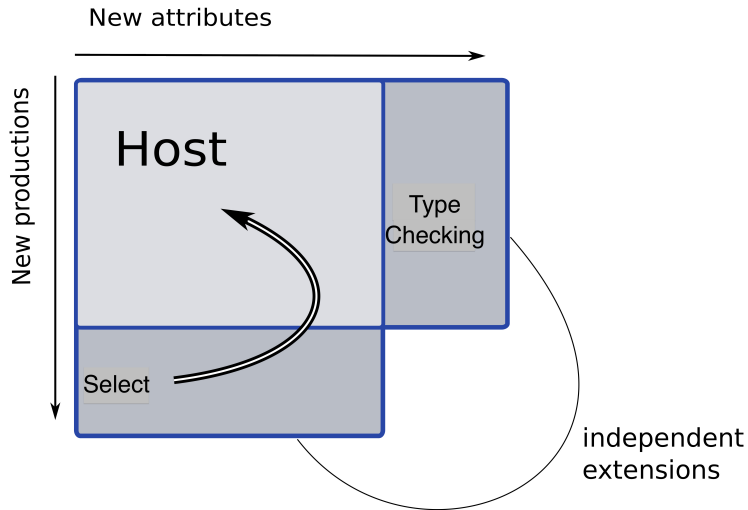 New attributes
New productions
Host
Type
Checking
Select
independent
extensions